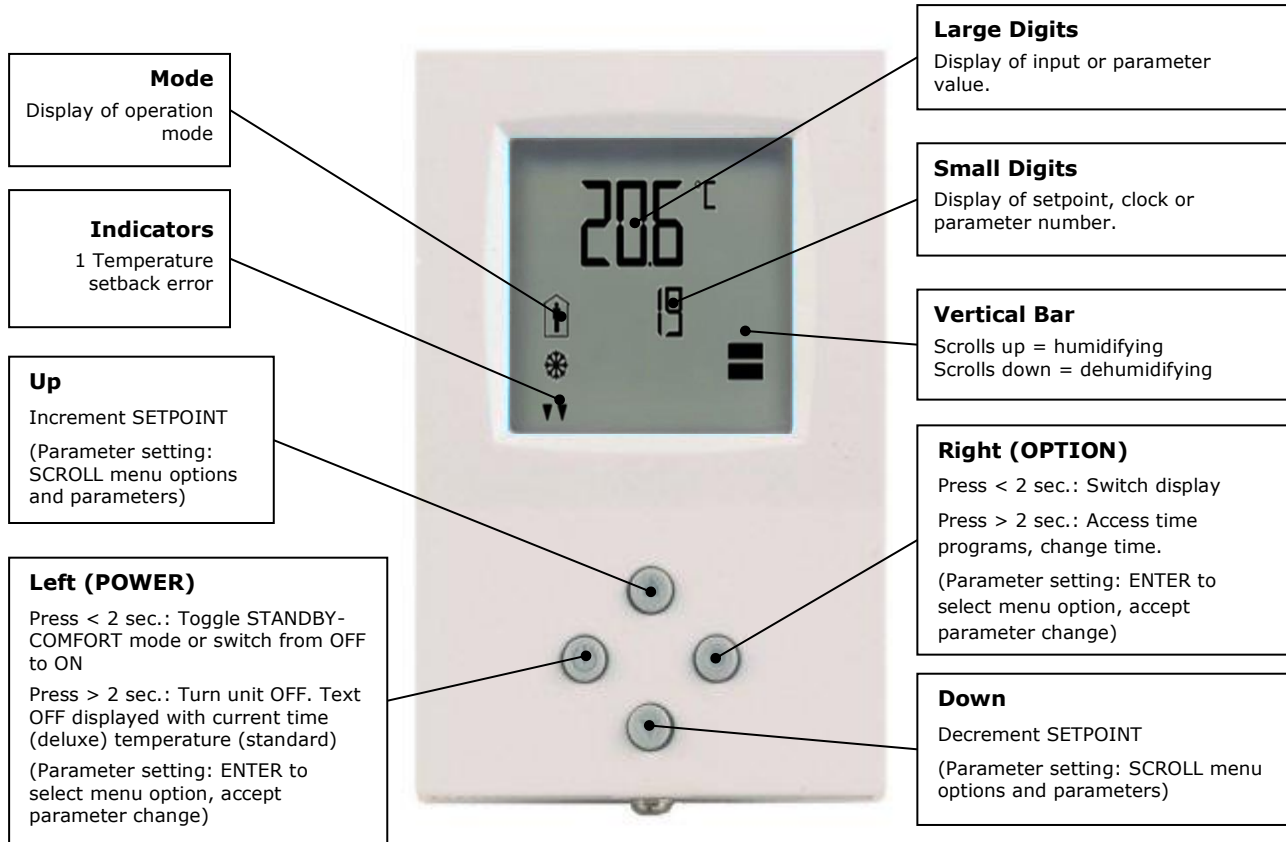 Mode
Display of operation
mode
Indicators
1 Temperature
setback error
Up
Increment SETPOINT
(Parameter setting:
SCROLL menu options
and parameters)
Left (POWER)
Press < 2 sec.: Toggle STANDBY-
COMFORT mode or switch from OFF
to ON
Press > 2 sec.: Turn unit OFF. Text
OFF displayed with current time
(deluxe) temperature (standard)
(Parameter setting: ENTER to
select menu option, accept
parameter change)
20.6 °C
19
Large Digits
Display of input or parameter
value.
Small Digits
Display of setpoint, clock or
parameter number.
Vertical Bar
Scrolls up = humidifying
Scrolls down = dehumidifying
Right (OPTION)
Press < 2 sec.: Switch display
Press > 2 sec.: Access time
programs, change time.
(Parameter setting: ENTER to
select menu option, accept
parameter change)
Down
Decrement SETPOINT
(Parameter setting: SCROLL menu
options and parameters)